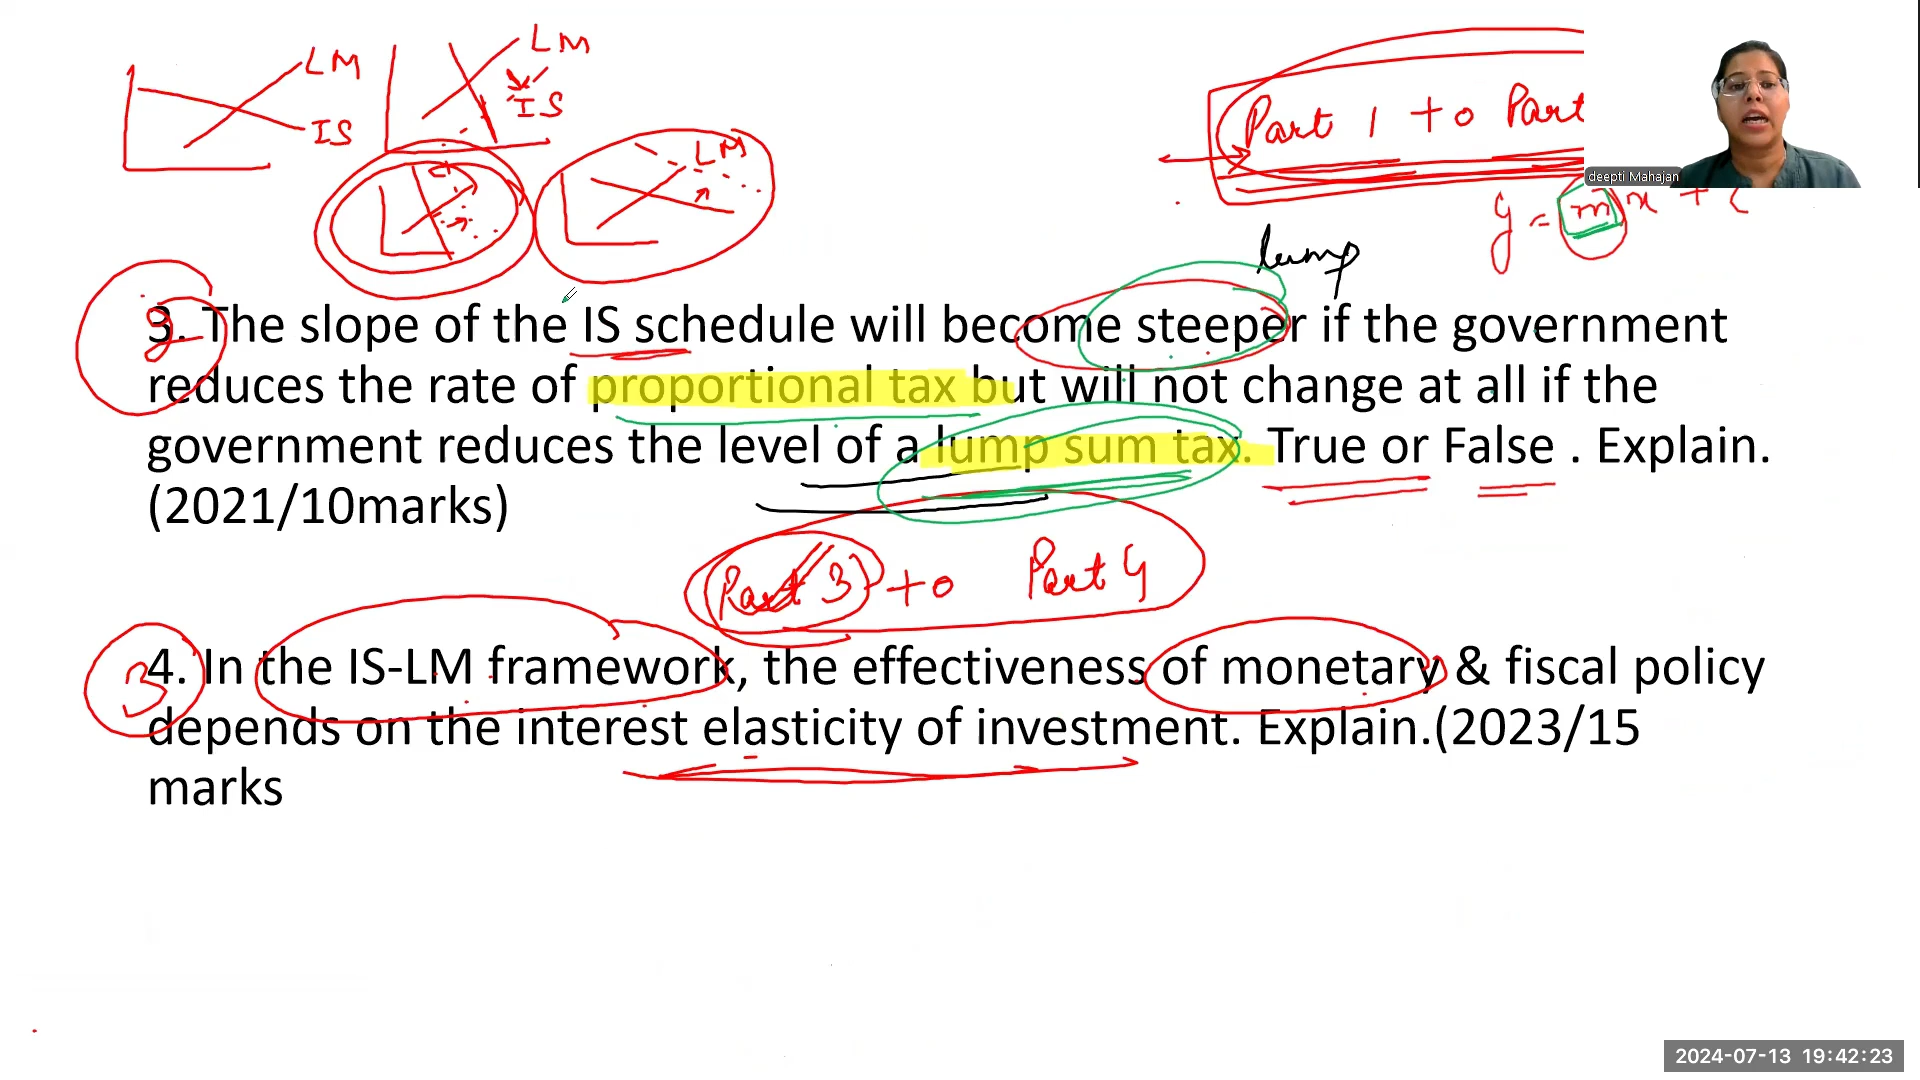 LM
IS
LM
IS
LM
Part 1 to Part
deepti Mahajan
y = m x + c
lump
3. The slope of the IS schedule will become steeper if the government
reduces the rate of proportional tax but will not change at all if the
government reduces the level of a lump sum tax. True or False . Explain.
(2021/10marks)
Part 3 to Part 4
3
4. In the IS-LM framework, the effectiveness of monetary & fiscal policy
depends on the interest elasticity of investment. Explain.(2023/15
marks
2024-07-13 19:42:23